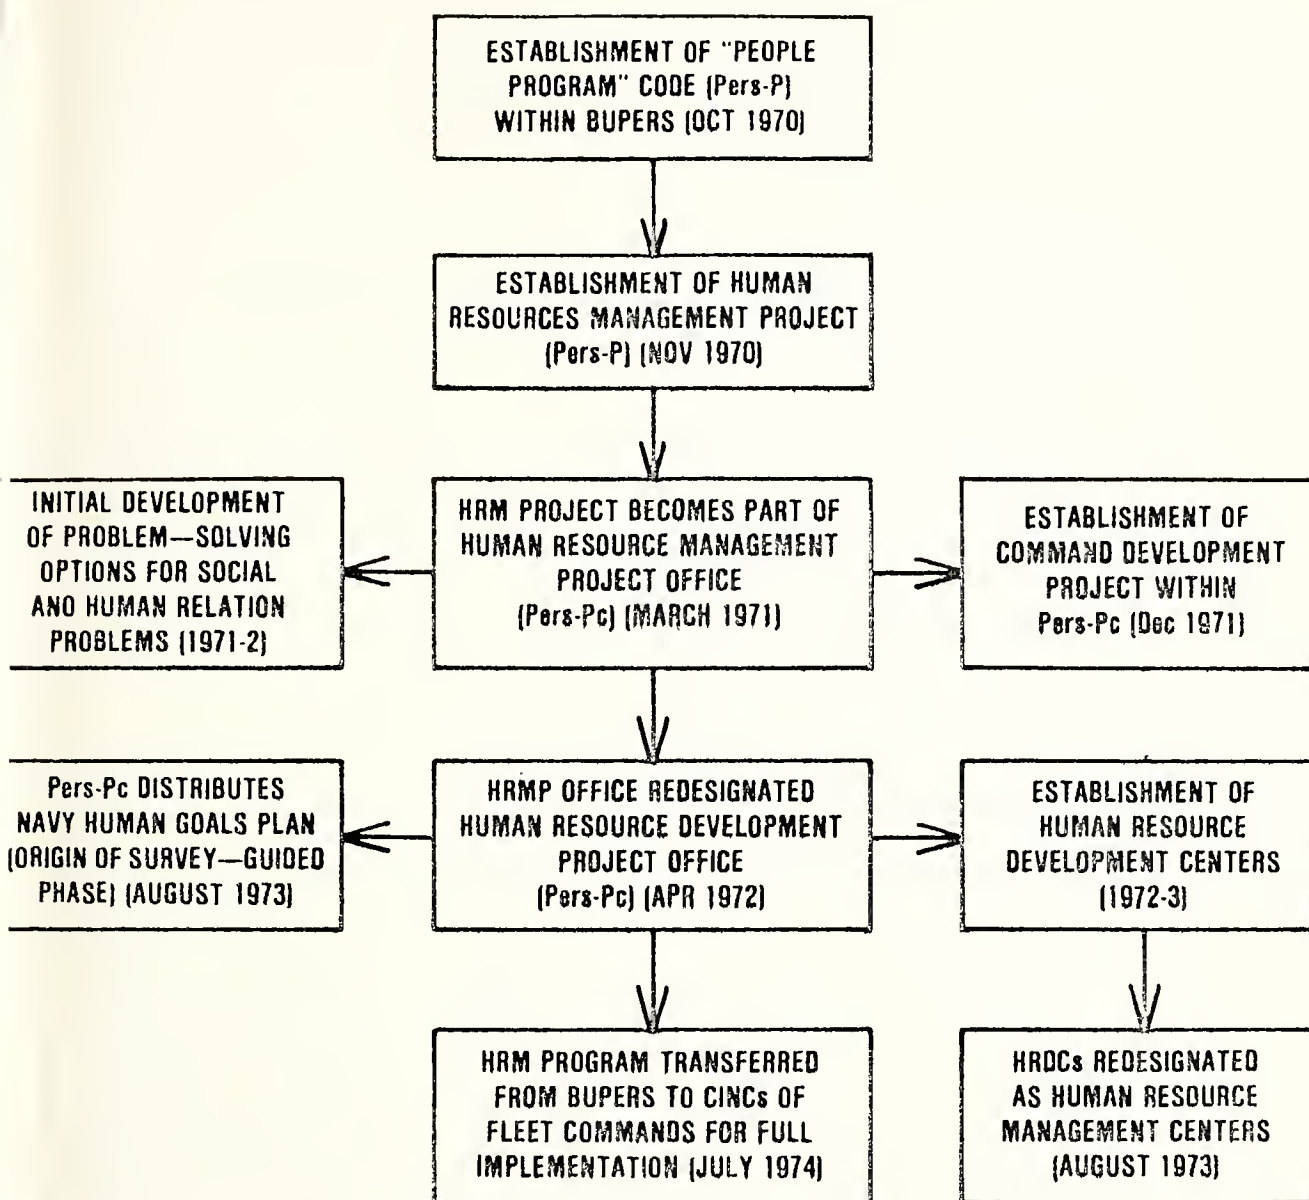 ESTABLISHMENT OF "PEOPLE
PROGRAM" CODE (Pers-P)
WITHIN BUPERS (OCT 1970)
ESTABLISHMENT OF HUMAN
RESOURCES MANAGEMENT PROJECT
(Pers-P) (NOV 1970)
INITIAL DEVELOPMENT
OF PROBLEM—SOLVING
OPTIONS FOR SOCIAL
AND HUMAN RELATION
PROBLEMS (1971-2)
HRM PROJECT BECOMES PART OF
HUMAN RESOURCE MANAGEMENT
PROJECT OFFICE
(Pers-Pc) (MARCH 1971)
ESTABLISHMENT OF
COMMAND DEVELOPMENT
PROJECT WITHIN
Pers-Pc (Dec 1971)
Pers-Pc DISTRIBUTES
NAVY HUMAN GOALS PLAN
(ORIGIN OF SURVEY—GUIDED
PHASE) (AUGUST 1973)
HRMP OFFICE REDESIGNATED
HUMAN RESOURCE DEVELOPMENT
PROJECT OFFICE
(Pers-Pc) (APR 1972)
ESTABLISHMENT OF
HUMAN RESOURCE
DEVELOPMENT CENTERS
(1972-3)
HRM PROGRAM TRANSFERRED
FROM BUPERS TO CINCs OF
FLEET COMMANDS FOR FULL
IMPLEMENTATION (JULY 1974)
HRDCs REDESIGNATED
AS HUMAN RESOURCE
MANAGEMENT CENTERS
(AUGUST 1973)